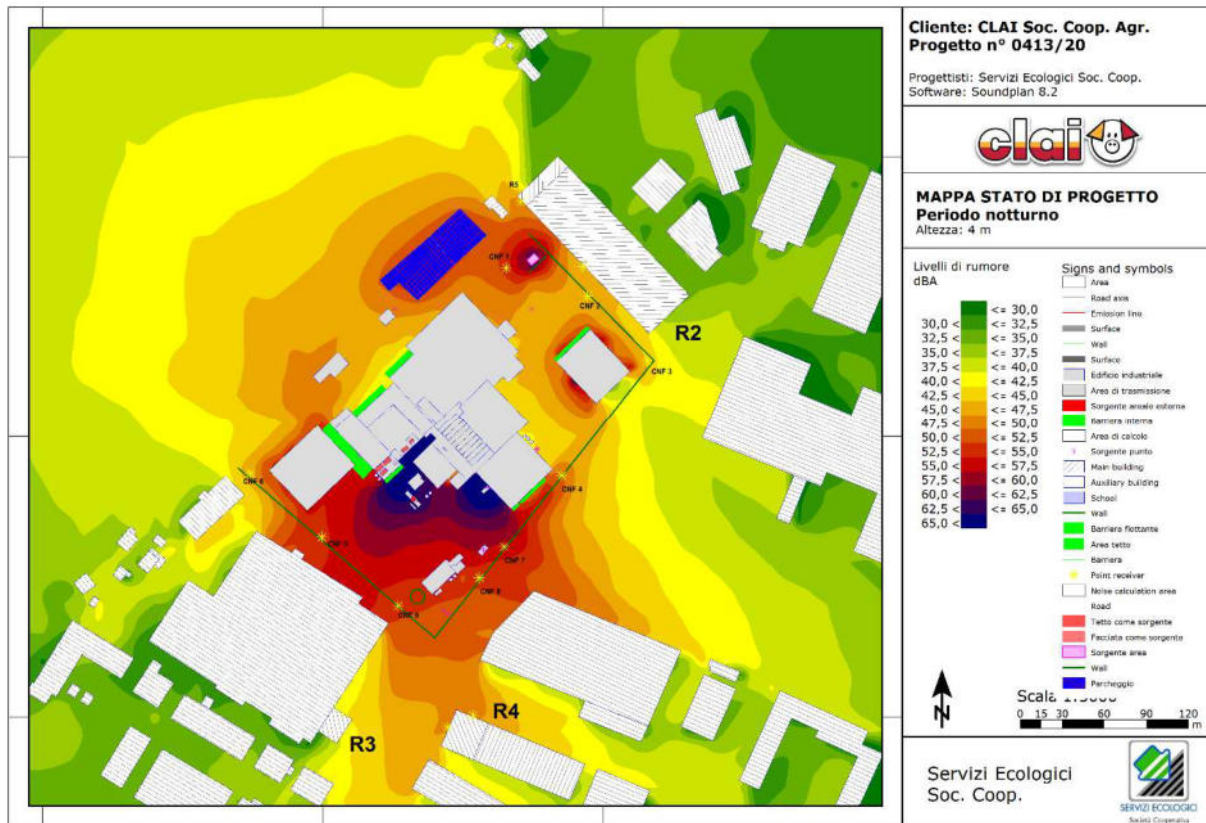 Cliente: CLAI Soc. Coop. Agr.
Progetto n° 0413/20
Progettisti: Servizi Ecologici Soc. Coop.
Software: Soundplan 8.2
clai
MAPPA STATO DI PROGETTO
Periodo notturno
Altezza: 4 m
Livelli di rumore
dBA
<= 30,0
30,0 < <= 32,5
32,5 < <= 35,0
35,0 < <= 37,5
37,5 < <= 40,0
40,0 < <= 42,5
42,5 < <= 45,0
45,0 < <= 47,5
47,5 < <= 50,0
50,0 < <= 52,5
52,5 < <= 55,0
55,0 < <= 57,5
57,5 < <= 60,0
60,0 < <= 62,5
62,5 < <= 65,0
65,0 <
Signs and symbols
Area
Road axis
Emission line
Surface
Wall
Surface
Edificio industriale
Area di trasmissione
Sorgente areale esterna
Barriera interna
Area di calcolo
Sorgente punto
Main building
Auxiliary building
School
Wall
Barriera flottante
Area tetto
Barriera
Point receiver
Noise calculation area
Road
Tetto come sorgente
Facciata come sorgente
Sorgente area
Wall
Parcheggio
Scala
0 15 30 60 90 120
m
N
Servizi Ecologici
Soc. Coop.
SERVIZI ECOLOGICI
Società Cooperativa
R5
CNF 1
CNF 2
R2
CNF 3
CNF 4
CNF 6
CNF 7
CNF 8
CNF 5
R4
R3